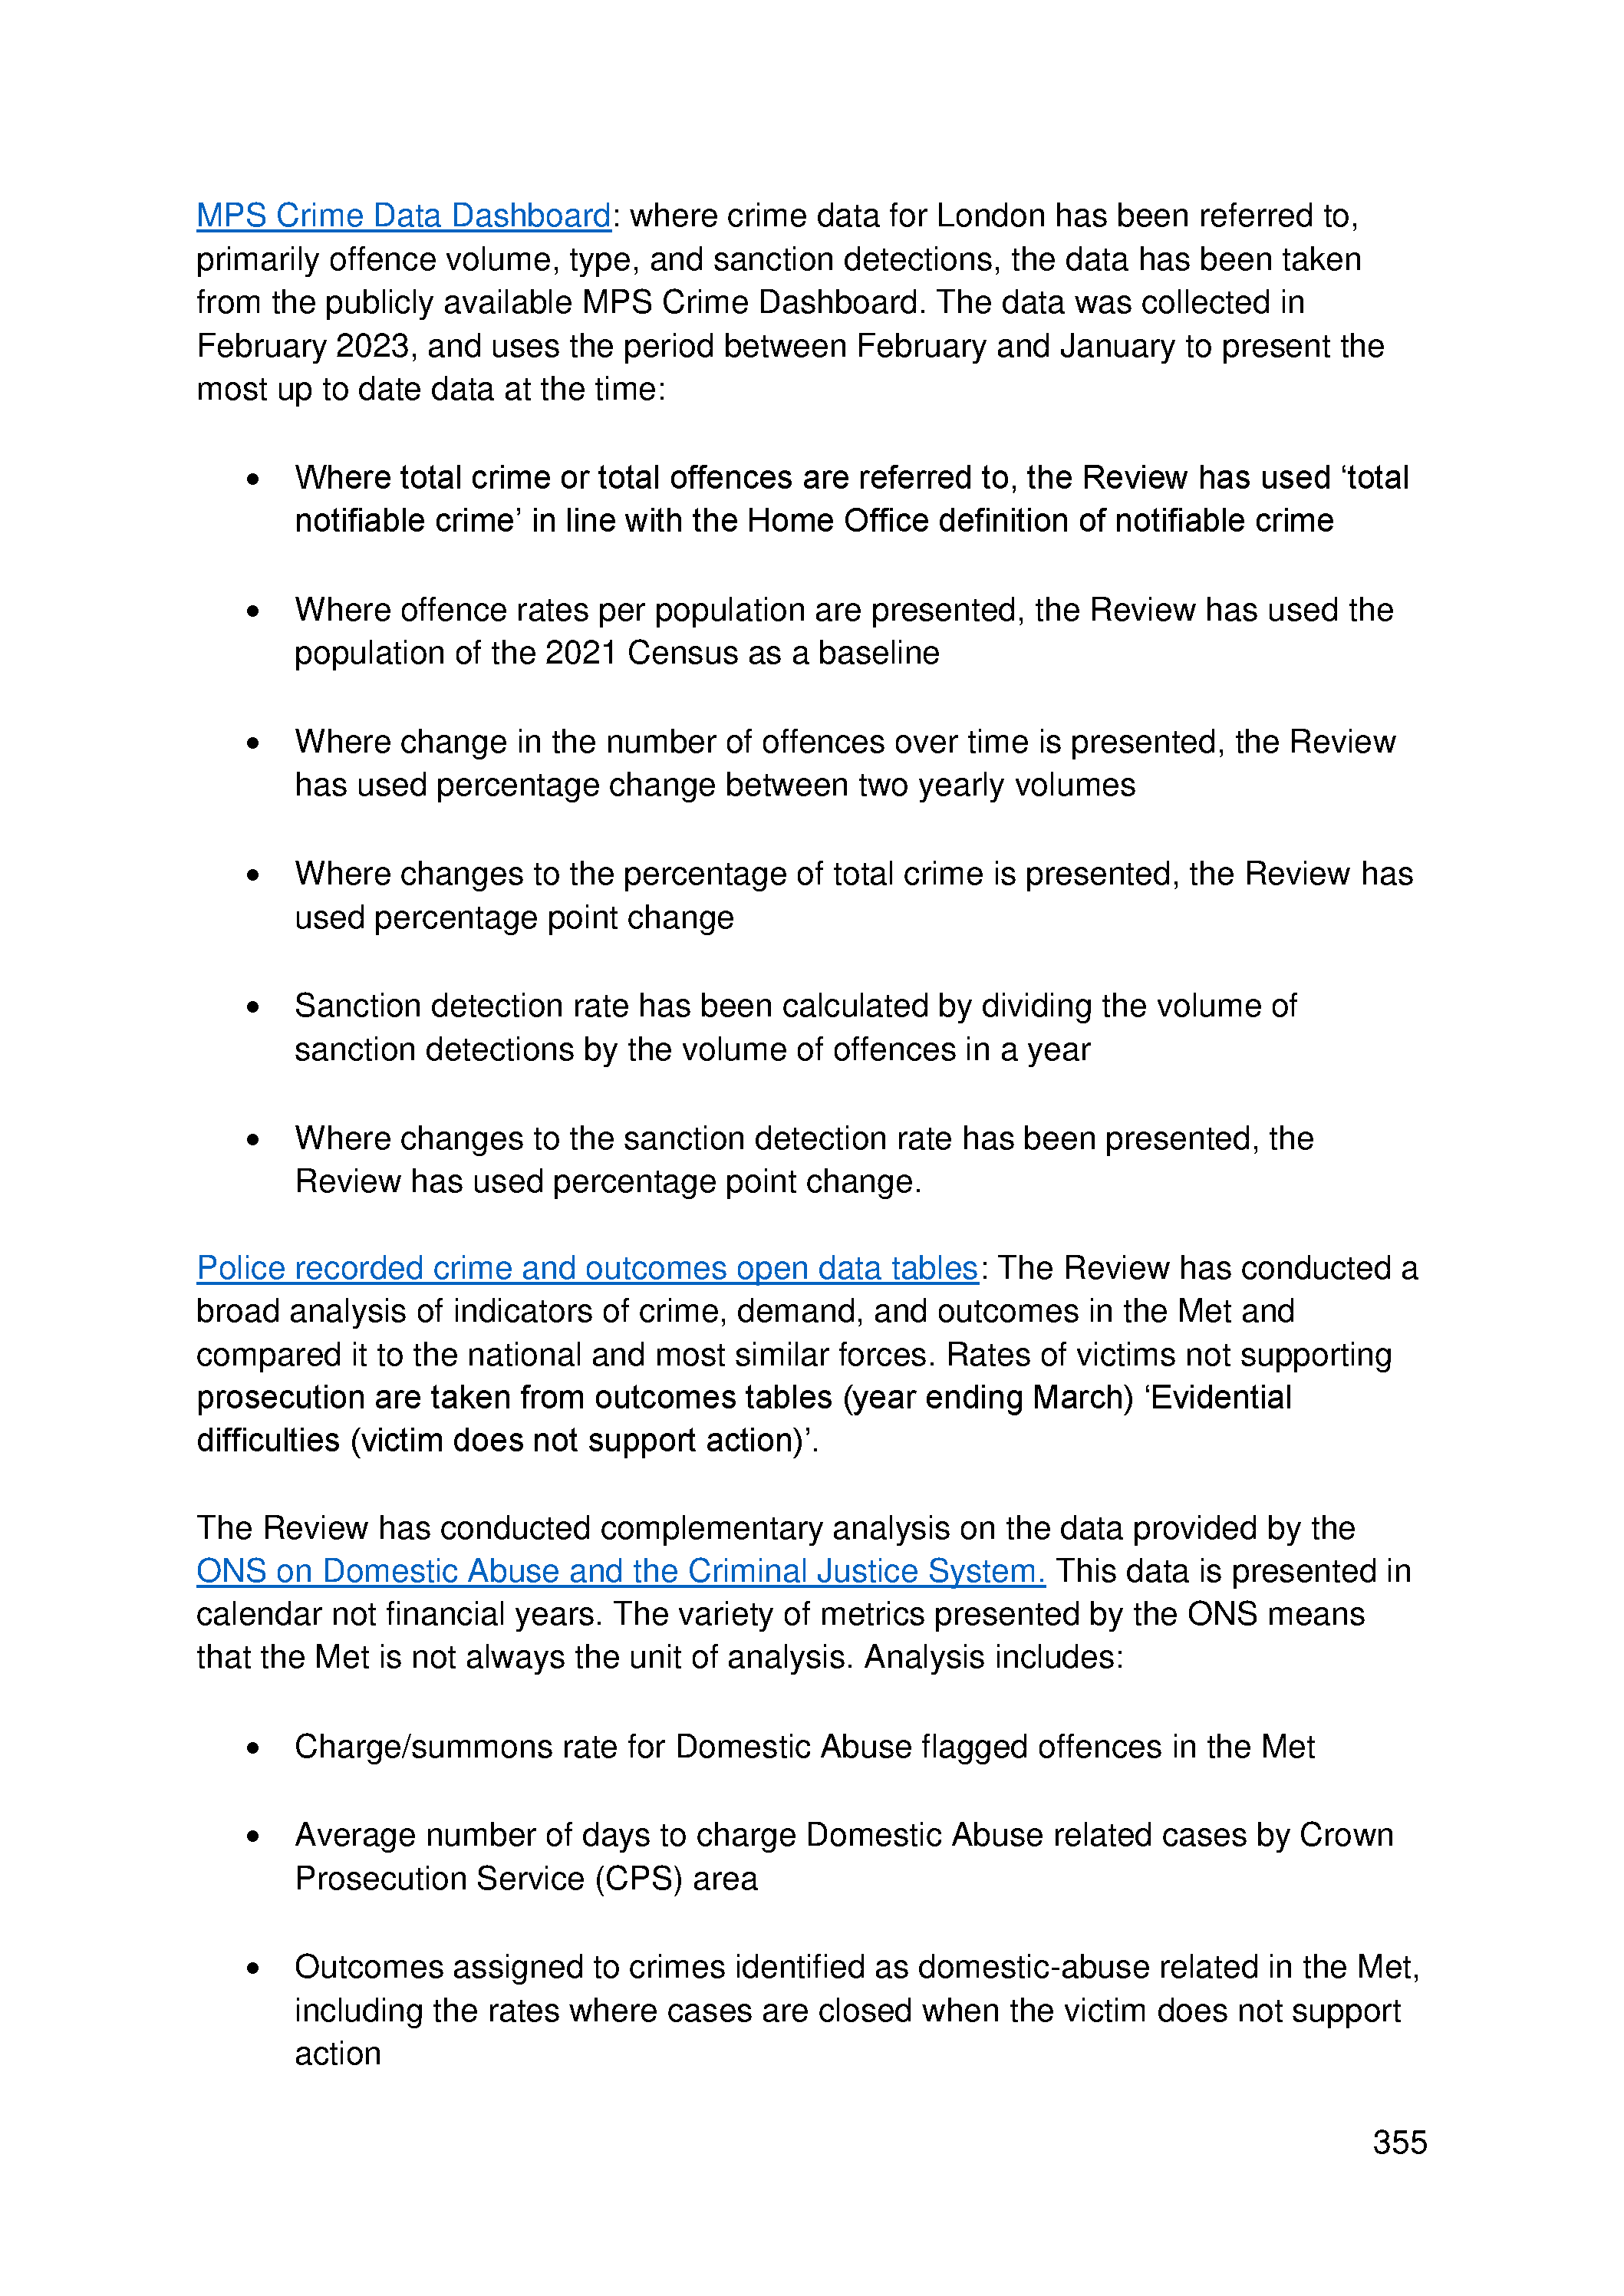 MPS Crime Data Dashboard: where crime data for London has been referred to,
primarily offence volume, type, and sanction detections, the data has been taken
from the publicly available MPS Crime Dashboard. The data was collected in
February 2023, and uses the period between February and January to present the
most up to date data at the time:
• Where total crime or total offences are referred to, the Review has used ‘total
notifiable crime’ in line with the Home Office definition of notifiable crime
• Where offence rates per population are presented, the Review has used the
population of the 2021 Census as a baseline
• Where change in the number of offences over time is presented, the Review
has used percentage change between two yearly volumes
• Where changes to the percentage of total crime is presented, the Review has
used percentage point change
• Sanction detection rate has been calculated by dividing the volume of
sanction detections by the volume of offences in a year
• Where changes to the sanction detection rate has been presented, the
Review has used percentage point change.
Police recorded crime and outcomes open data tables: The Review has conducted a
broad analysis of indicators of crime, demand, and outcomes in the Met and
compared it to the national and most similar forces. Rates of victims not supporting
prosecution are taken from outcomes tables (year ending March) ‘Evidential
difficulties (victim does not support action)’.
The Review has conducted complementary analysis on the data provided by the
ONS on Domestic Abuse and the Criminal Justice System. This data is presented in
calendar not financial years. The variety of metrics presented by the ONS means
that the Met is not always the unit of analysis. Analysis includes:
• Charge/summons rate for Domestic Abuse flagged offences in the Met
• Average number of days to charge Domestic Abuse related cases by Crown
Prosecution Service (CPS) area
• Outcomes assigned to crimes identified as domestic-abuse related in the Met,
including the rates where cases are closed when the victim does not support
action
355